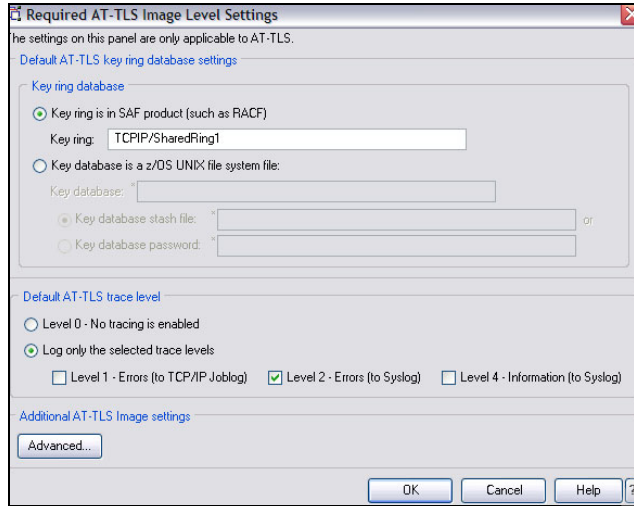 Required AT-TLS Image Level Settings
The settings on this panel are only applicable to AT-TLS.
Default AT-TLS key ring database settings
Key ring database
Key ring is in SAF product (such as RACF)
Key ring: TCPIP/SharedRing1
Key database is a z/OS UNIX file system file:
Key database: *
Key database stash file: * or
Key database password: *
Default AT-TLS trace level
Level 0 - No tracing is enabled
Log only the selected trace levels
Level 1 - Errors (to TCP/IP Joblog) Level 2 - Errors (to Syslog) Level 4 - Information (to Syslog)
Additional AT-TLS Image settings
Advanced...
OK Cancel Help ?